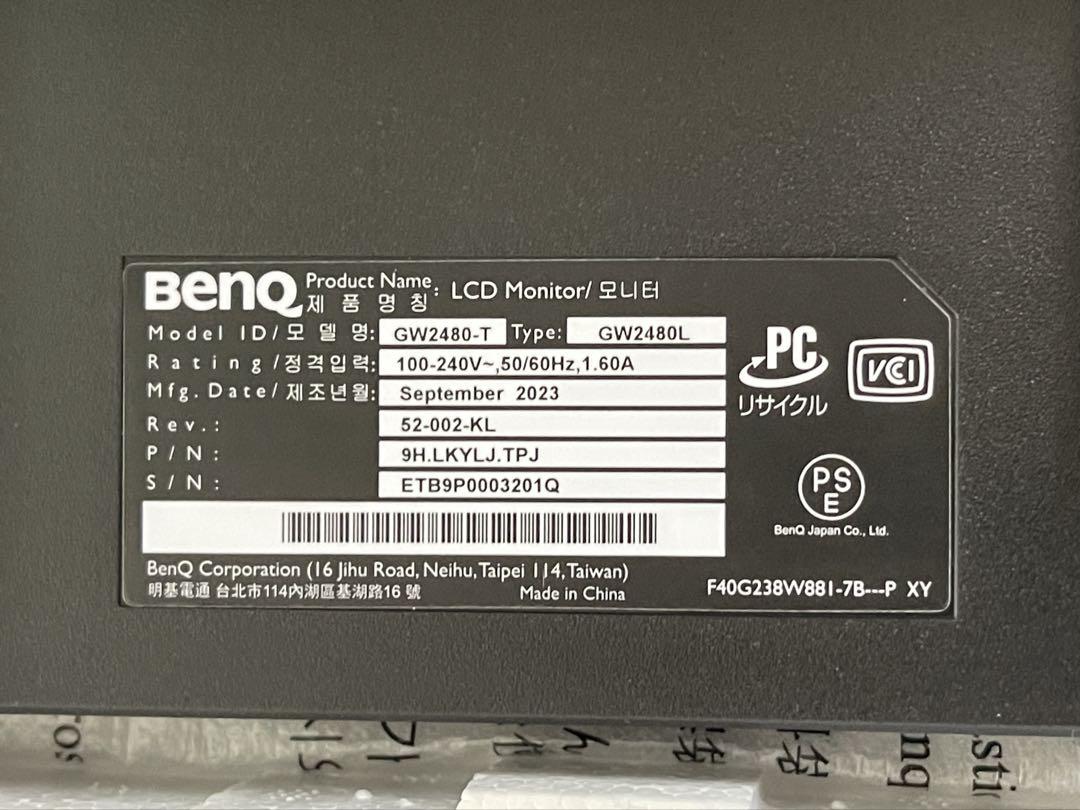 BenQ Product Name: LCD Monitor/모니터
제 품 명 칭
Model ID/모 델 명: GW2480-T Type: GW2480L
Rating/정격입력: 100-240V~,50/60Hz,1.60A
Mfg. Date/제조년월: September 2023
Rev.: 52-002-KL
P/N: 9H.LKYLJ.TPJ
S/N: ETB9P0003201Q
PC
リサイクル
VCCI
PSE
BenQ Japan Co., Ltd.
BenQ Corporation (16 Jihu Road, Neihu, Taipei 114, Taiwan)
明基電通 台北市114內湖區基湖路16 號 Made in China
F40G238W881-7B---P XY